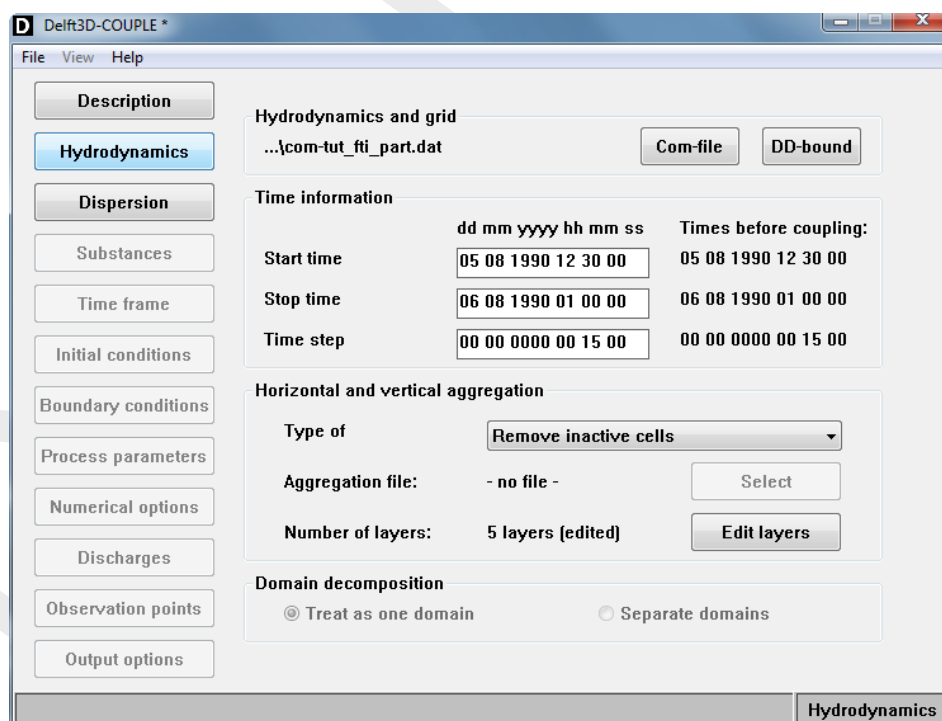 D Delft3D-COUPLE *
File View Help
Description
Hydrodynamics
Dispersion
Substances
Time frame
Initial conditions
Boundary conditions
Process parameters
Numerical options
Discharges
Observation points
Output options
Hydrodynamics and grid
...\com-tut_fti_part.dat Com-file DD-bound
Time information
dd mm yyyy hh mm ss Times before coupling:
Start time 05 08 1990 12 30 00 05 08 1990 12 30 00
Stop time 06 08 1990 01 00 00 06 08 1990 01 00 00
Time step 00 00 0000 00 15 00 00 00 0000 00 15 00
Horizontal and vertical aggregation
Type of Remove inactive cells
Aggregation file: - no file - Select
Number of layers: 5 layers (edited) Edit layers
Domain decomposition
Treat as one domain Separate domains
Hydrodynamics